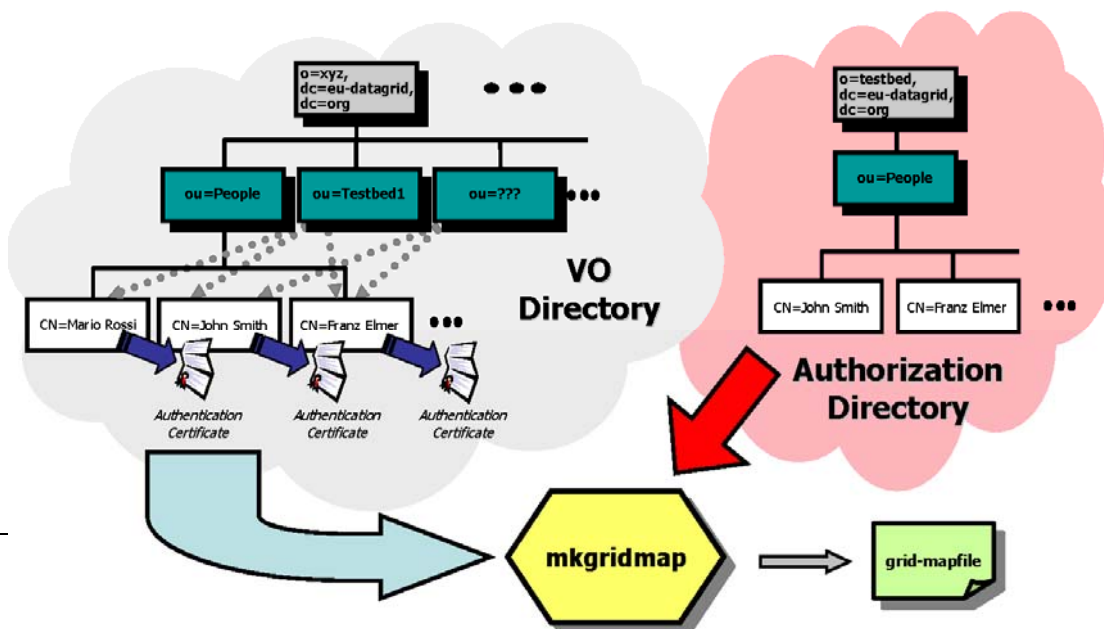 o=xyz,
dc=eu-datagrid,
dc=org
ou=People
ou=Testbed1
ou=???
CN=Mario Rossi
CN=John Smith
CN=Franz Elmer
Authentication
Certificate
Authentication
Certificate
Authentication
Certificate
VO
Directory
o=testbed,
dc=eu-datagrid,
dc=org
ou=People
CN=John Smith
CN=Franz Elmer
Authorization
Directory
mkgridmap
grid-mapfile